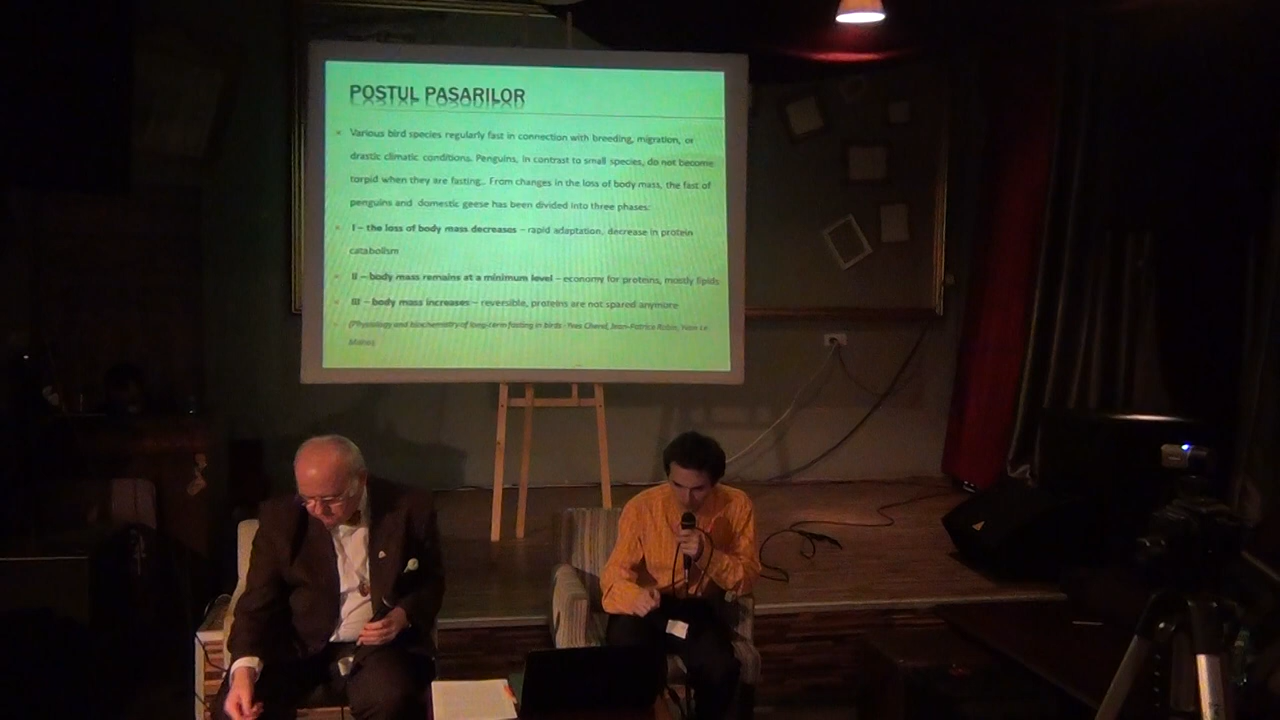 POSTUL PASARILOR
Various bird species regularly fast in connection with breeding, migration, or
drastic climatic conditions. Penguins, in contrast to small species, do not become
torpid when they are fasting.. From changes in the loss of body mass, the fast of
penguins and domestic geese has been divided into three phases:
I – the loss of body mass decreases – rapid adaptation, decrease in protein
catabolism
II – body mass remains at a minimum level – economy for proteins, mostly lipids
III – body mass increases – reversible, proteins are not spared anymore
(Physiology and biochemistry of long-term fasting in birds - Yves Cherel, Jean-Patrice Robin, Yvon Le
Maho)